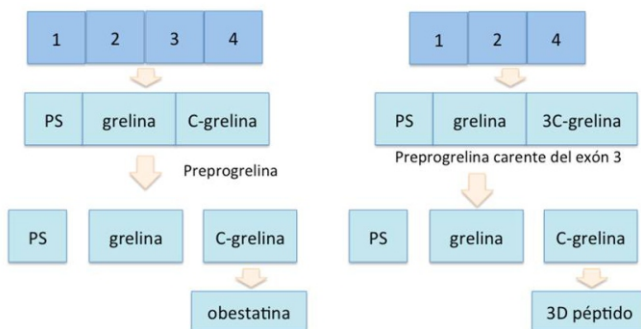 1 2 3 4
PS grelina C-grelina
Preprogrelina
PS grelina C-grelina
obestatina
1 2 4
PS grelina 3C-grelina
Preprogrelina carente del exón 3
PS grelina C-grelina
3D péptido